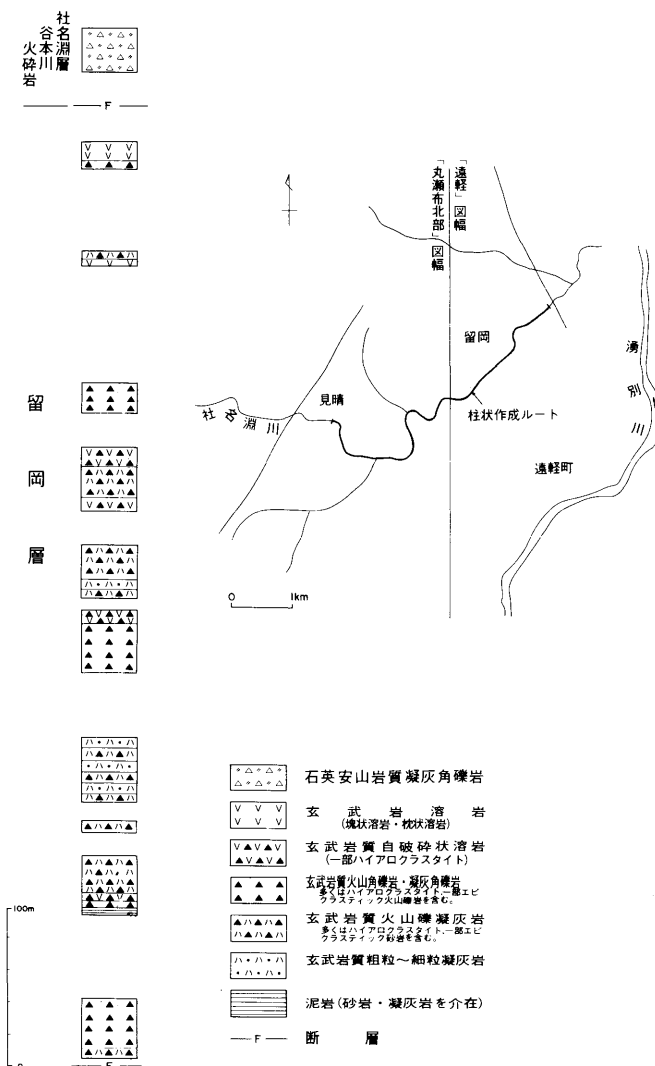 社名淵層
谷本川
火砕岩
F
留岡層
100m
0
F
「遠軽」図幅
「丸瀬布北部」図幅
留岡
見晴
社名淵川
柱状作成ルート
湧別川
遠軽町
0 1km
石英安山岩質凝灰角礫岩
玄武岩溶岩
(塊状溶岩・枕状溶岩)
玄武岩質自破砕状溶岩
(一部ハイアロクラスタイト)
玄武岩質火山角礫岩・凝灰角礫岩
多くはハイアロクラスタイト、一部エピ
クラスティック火山礫岩を含む。
玄武岩質火山礫凝灰岩
多くはハイアロクラスタイト、一部エピ
クラスティック砂岩を含む。
玄武岩質粗粒～細粒凝灰岩
泥岩(砂岩・凝灰岩を介在)
F 断層